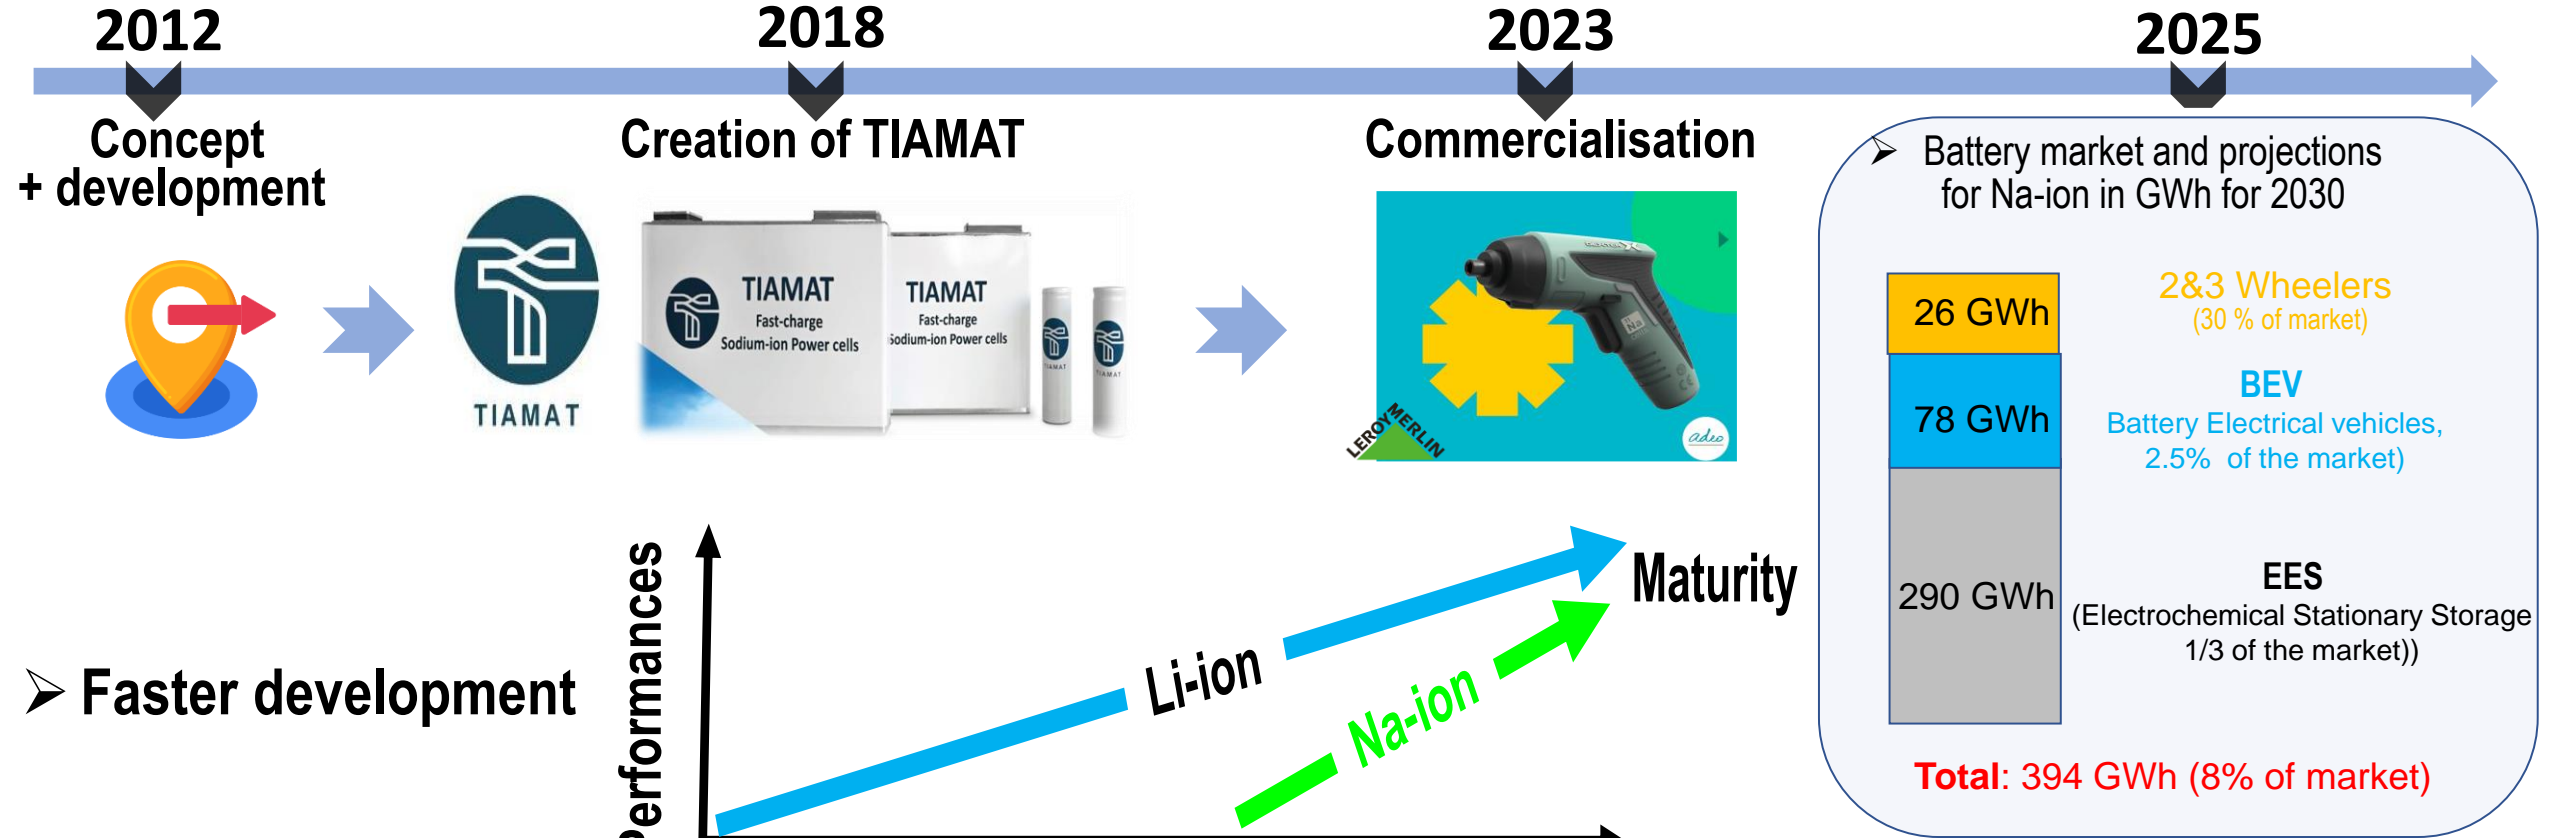 2012
2018
2023
2025
Concept
+ development
Creation of TIAMAT
Commercialisation
TIAMAT
TIAMAT
Fast-charge
Sodium-ion Power cells
TIAMAT
Fast-charge
Sodium-ion Power cells
TIAMAT
TIAMAT
Na
LEROY MERLIN
adeo
➢ Battery market and projections
for Na-ion in GWh for 2030
26 GWh
2&3 Wheelers
(30 % of market)
78 GWh
BEV
Battery Electrical vehicles,
2.5% of the market)
290 GWh
EES
(Electrochemical Stationary Storage
1/3 of the market))
Total: 394 GWh (8% of market)
➢ Faster development
Performances
Li-ion
Na-ion
Maturity